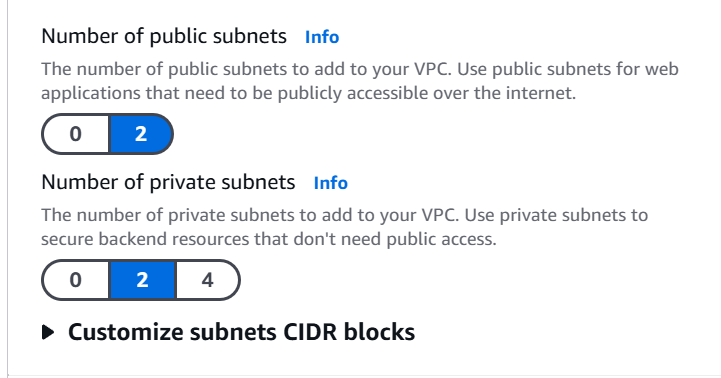 Number of public subnets Info
The number of public subnets to add to your VPC. Use public subnets for web
applications that need to be publicly accessible over the internet.
0 2
Number of private subnets Info
The number of private subnets to add to your VPC. Use private subnets to
secure backend resources that don't need public access.
0 2 4
Customize subnets CIDR blocks